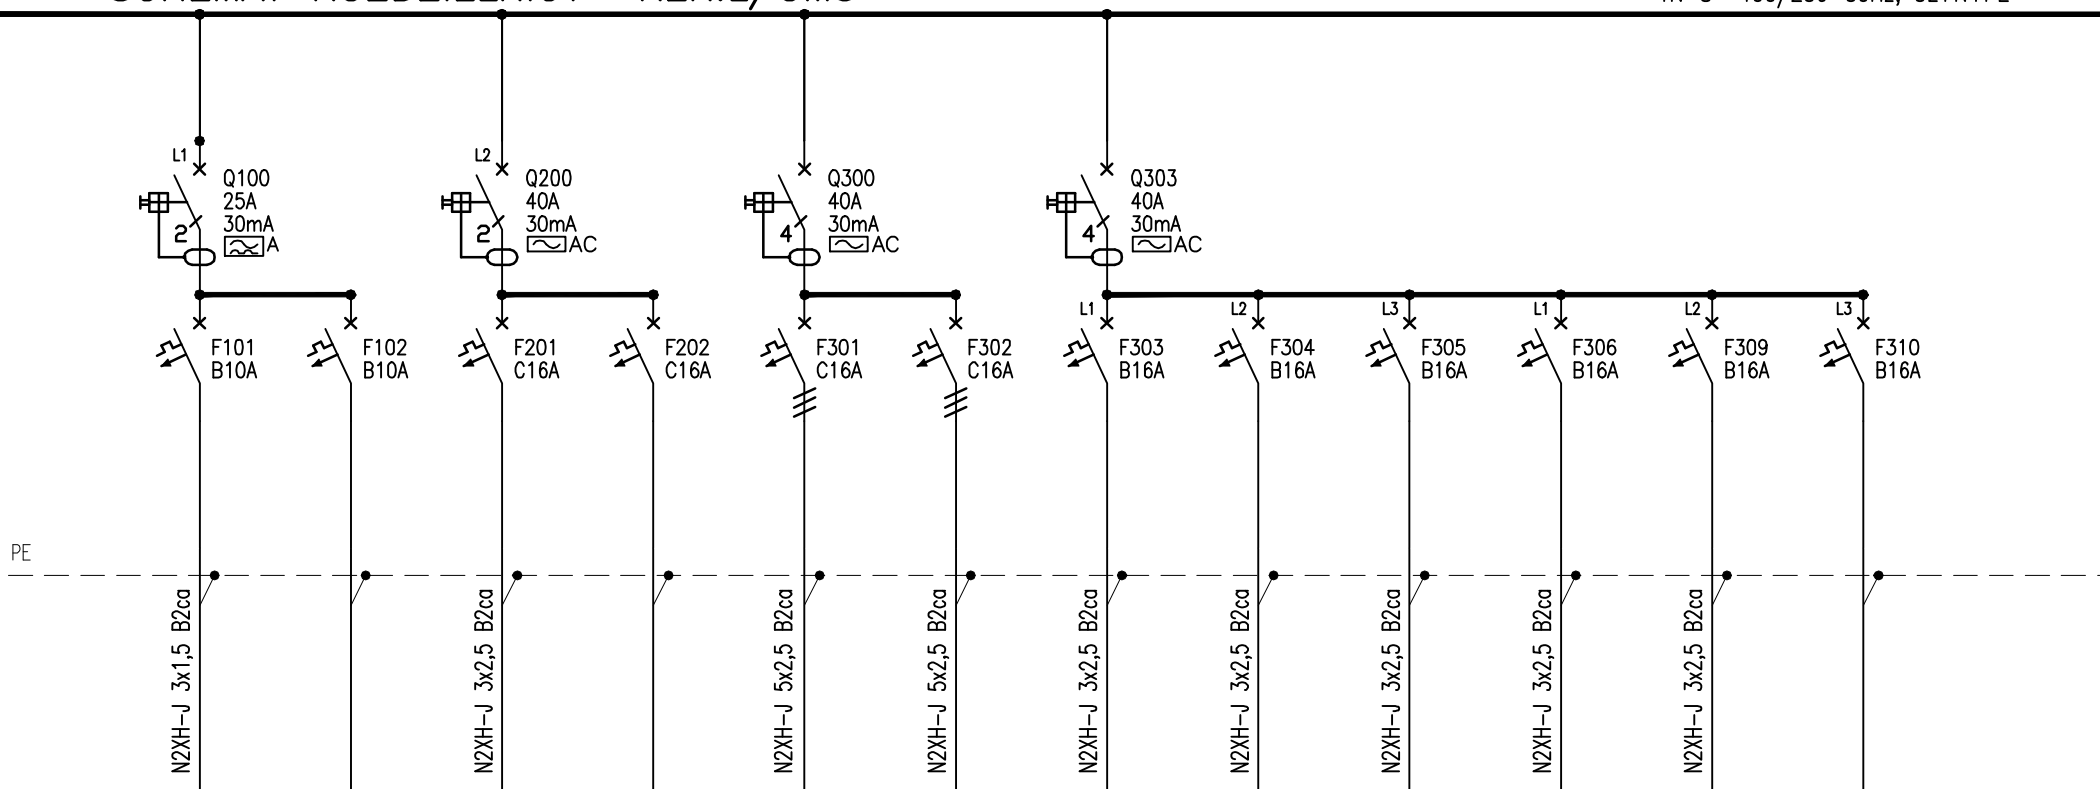 L1
Q100
25A
30mA
2
A
L2
Q200
40A
30mA
2
AC
Q300
40A
30mA
4
AC
Q303
40A
30mA
4
AC
F101
B10A
F102
B10A
F201
C16A
F202
C16A
F301
C16A
F302
C16A
L1
F303
B16A
L2
F304
B16A
L3
F305
B16A
L1
F306
B16A
L2
F309
B16A
L3
F310
B16A
PE
N2XH-J 3x1,5 B2ca
N2XH-J 3x2,5 B2ca
N2XH-J 5x2,5 B2ca
N2XH-J 5x2,5 B2ca
N2XH-J 3x2,5 B2ca
N2XH-J 3x2,5 B2ca
N2XH-J 3x2,5 B2ca
N2XH-J 3x2,5 B2ca
N2XH-J 3x2,5 B2ca